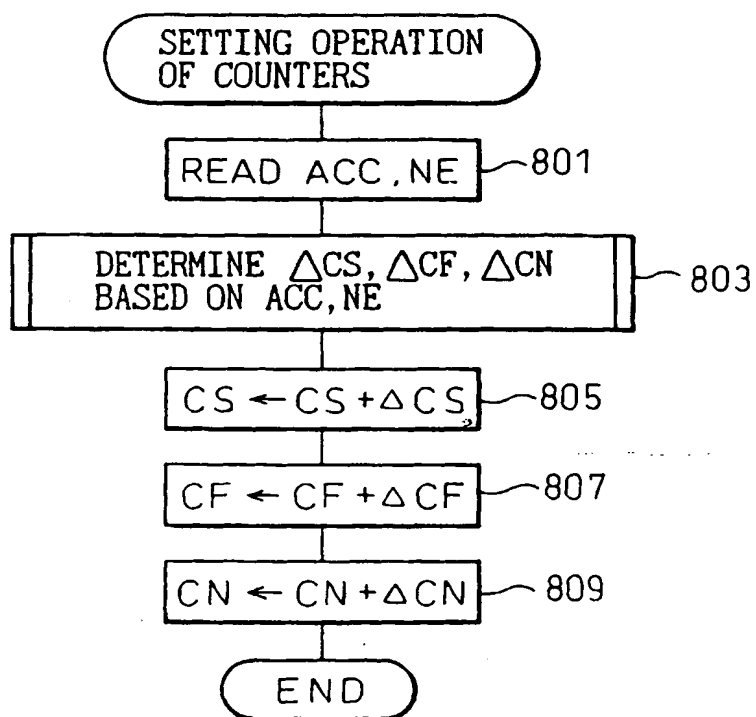 SETTING OPERATION
OF COUNTERS
READ ACC, NE
801
DETERMINE △CS, △CF, △CN
BASED ON ACC, NE
803
CS ← CS + △CS
805
CF ← CF + △CF
807
CN ← CN + △CN
809
END